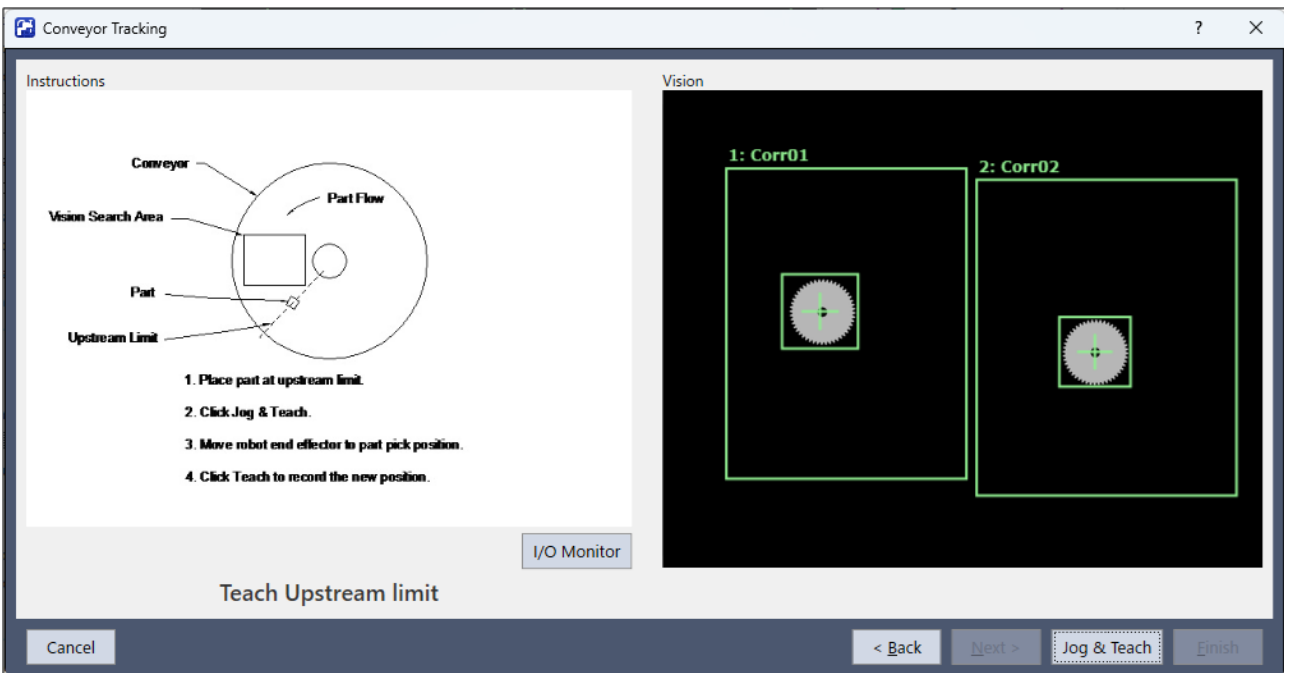 Conveyor Tracking
?
Instructions
Vision
Conveyor
Part Flow
Vision Search Area
Part
Upstream Limit
1. Place part at upstream limit.
2. Click Jog & Teach.
3. Move robot end effector to part pick position.
4. Click Teach to record the new position.
1: Corr01
2: Corr02
I/O Monitor
Teach Upstream limit
Cancel
< Back
Next >
Jog & Teach
Finish